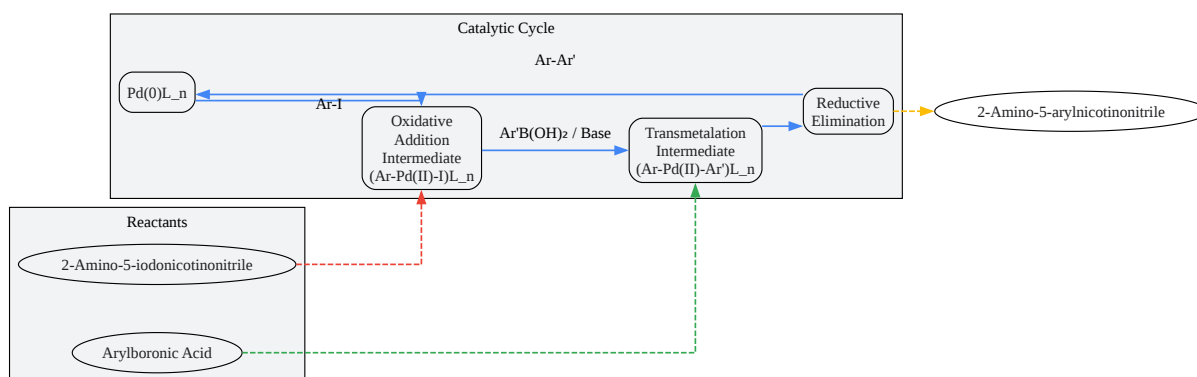 Catalytic Cycle
Ar-Ar'
Pd(0)L_n
Ar-I
Oxidative
Addition
Intermediate
(Ar-Pd(II)-I)L_n
Ar'B(OH)₂ / Base
Transmetalation
Intermediate
(Ar-Pd(II)-Ar')L_n
Reductive
Elimination
2-Amino-5-arylnicotinonitrile
Reactants
2-Amino-5-iodonicotinonitrile
Arylboronic Acid